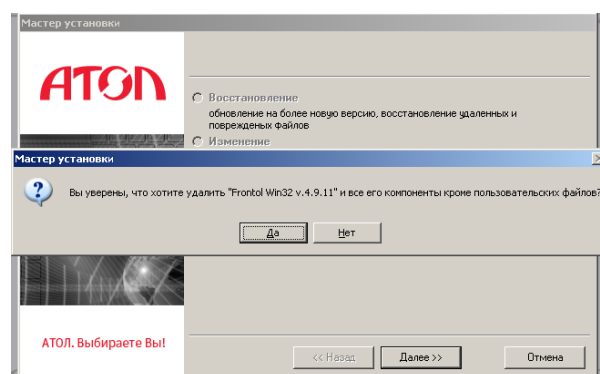 Мастер установки
АТОЛ
Восстановление
обновление на более новую версию, восстановление удаленных и
поврежденых файлов
Изменение
Мастер установки
Вы уверены, что хотите удалить "Frontol Win32 v.4.9.11" и все его компоненты кроме пользовательских файлов?
Да
Нет
АТОЛ. Выбираете Вы!
<< Назад
Далее >>
Отмена